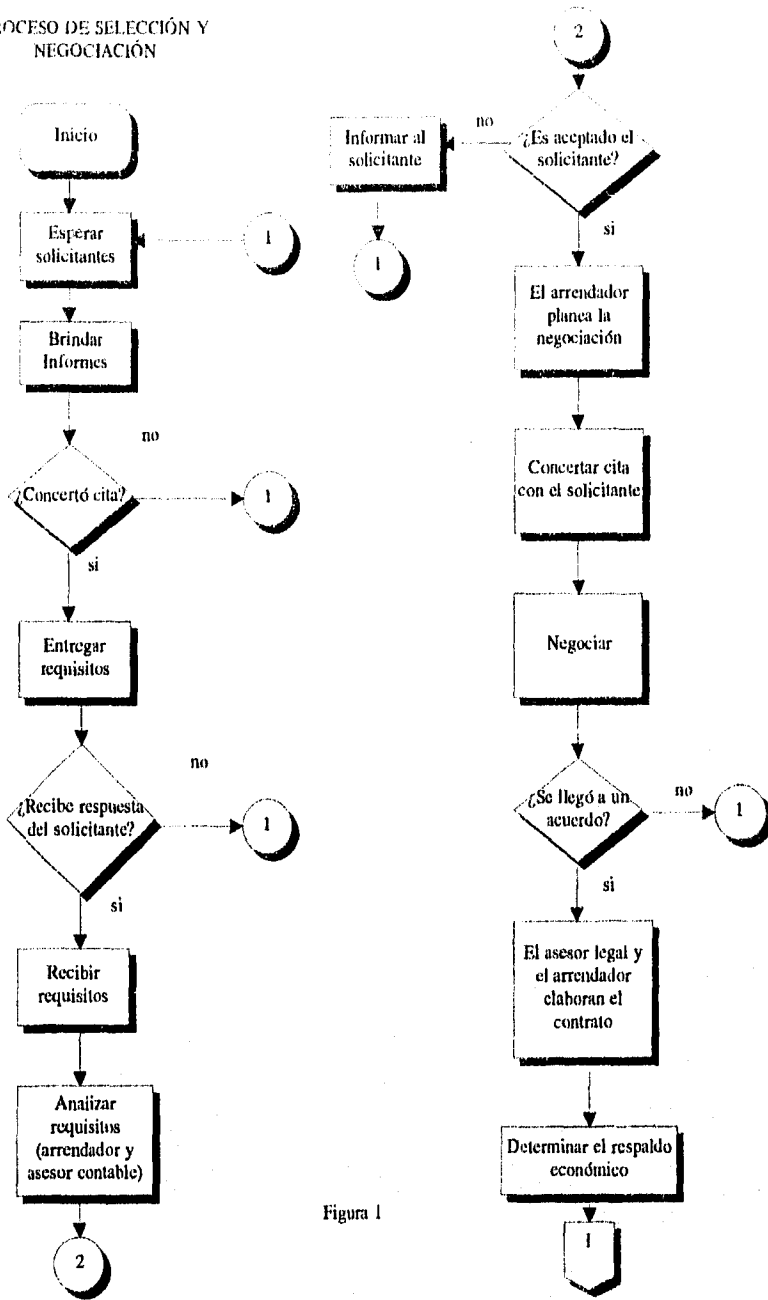 PROCESO DE SELECCIÓN Y
NEGOCIACIÓN
Inicio
Esperar
solicitantes
1
Brindar
Informes
¿Concertó cita?
no
1
si
Entregar
requisitos
¿Recibe respuesta
del solicitante?
no
1
si
Recibir
requisitos
Analizar
requisitos
(arrendador y
asesor contable)
2
2
¿Es aceptado el
solicitante?
no
Informar al
solicitante
1
si
El arrendador
planea la
negociación
Concertar cita
con el solicitante
Negociar
¿Se llegó a un
acuerdo?
no
1
si
El asesor legal y
el arrendador
elaboran el
contrato
Determinar el respaldo
económico
1
Figura 1